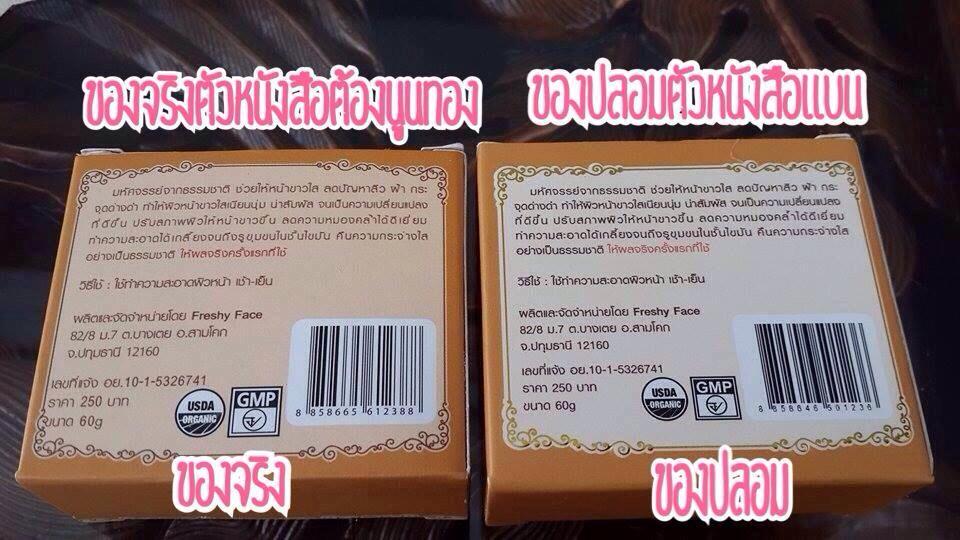 ของจริงตัวหนังสือต้องนูนทอง
ของปลอมตัวหนังสือแบน
มหัศจรรย์จากธรรมชาติ ช่วยให้หน้าขาวใส ลดปัญหาสิว ฝ้า กระ
จุดด่างดำ ทำให้ผิวหน้าขาวใสเนียนนุ่ม น่าสัมผัส จนเป็นความเปลี่ยนแปลง
ที่ดีขึ้น ปรับสภาพผิวให้หน้าขาวขึ้น ลดความหมองคล้ำได้ดีเยี่ยม
ทำความสะอาดได้เกลี้ยงจนถึงรูขุมขนในชั้นไขมัน คืนความกระจ่างใส
อย่างเป็นธรรมชาติ ให้ผลจริงครั้งแรกที่ใช้
วิธีใช้ : ใช้ทำความสะอาดผิวหน้า เช้า-เย็น
ผลิตและจัดจำหน่ายโดย Freshy Face
82/8 ม.7 ต.บางเตย อ.สามโคก
จ.ปทุมธานี 12160
เลขที่แจ้ง อย.10-1-5326741
ราคา 250 บาท
ขนาด 60g
USDA
ORGANIC
GMP
8 858665 612388
ของจริง
มหัศจรรย์จากธรรมชาติ ช่วยให้หน้าขาวใส ลดปัญหาสิว ฝ้า กระ
จุดด่างดำ ทำให้ผิวหน้าขาวใสเนียนนุ่ม น่าสัมผัส จนเป็นความเปลี่ยนแปลง
ที่ดีขึ้น ปรับสภาพผิวให้หน้าขาวขึ้น ลดความหมองคล้ำได้ดีเยี่ยม
ทำความสะอาดได้เกลี้ยงจนถึงรูขุมขนในชั้นไขมัน คืนความกระจ่างใส
อย่างเป็นธรรมชาติ ให้ผลจริงครั้งแรกที่ใช้
วิธีใช้ : ใช้ทำความสะอาดผิวหน้า เช้า-เย็น
ผลิตและจัดจำหน่ายโดย Freshy Face
82/8 ม.7 ต.บางเตย อ.สามโคก
จ.ปทุมธานี 12160
เลขที่แจ้ง อย.10-1-5326741
ราคา 250 บาท
ขนาด 60g
USDA
ORGANIC
GMP
8 858646 501236
ของปลอม